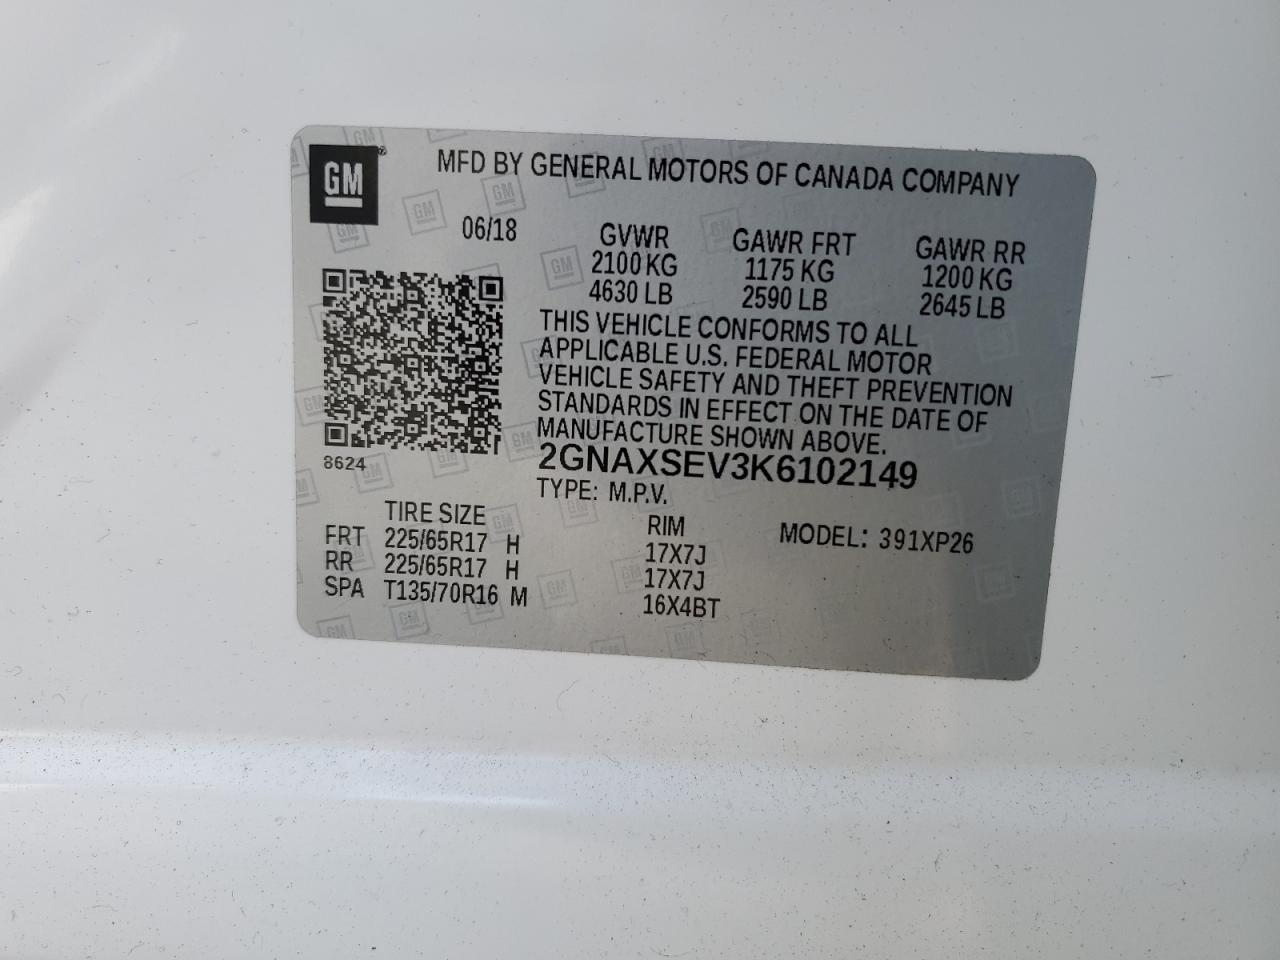 GM
MFD BY GENERAL MOTORS OF CANADA COMPANY
06/18 GVWR GAWR FRT GAWR RR
2100 KG 1175 KG 1200 KG
4630 LB 2590 LB 2645 LB
THIS VEHICLE CONFORMS TO ALL
APPLICABLE U.S. FEDERAL MOTOR
VEHICLE SAFETY AND THEFT PREVENTION
STANDARDS IN EFFECT ON THE DATE OF
MANUFACTURE SHOWN ABOVE.
8624
2GNAXSEV3K6102149
TYPE: M.P.V.
TIRE SIZE RIM MODEL: 391XP26
FRT 225/65R17 H 17X7J
RR 225/65R17 H 17X7J
SPA T135/70R16 M 16X4BT